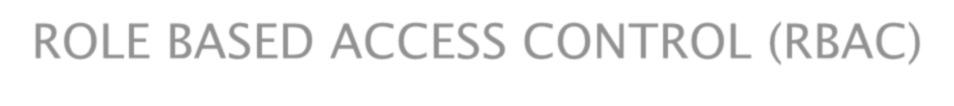 ROLE BASED ACCESS CONTROL (RBAC)